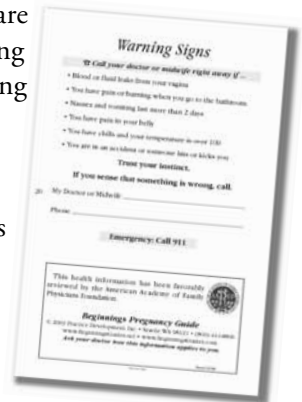 are
ng
ng
s
Warning Signs
Call your doctor or midwife right away if ...
• Blood or fluid leaks from your vagina
• You have pain or burning when you go to the bathroom
• Nausea and vomiting last more than 2 days
• You have pain in your belly
• You have chills and your temperature is over 100
• You are in an accident or someone hits or kicks you
Trust your instinct.
If you sense that something is wrong, call.
My Doctor or Midwife
Phone
Emergency: Call 911
This health information has been favorably
reviewed by the American Academy of Family
Physicians Foundation.
Beginnings Pregnancy Guide
Practice Development, Inc. • Seattle WA
Ask your doctor how this information applies to you.